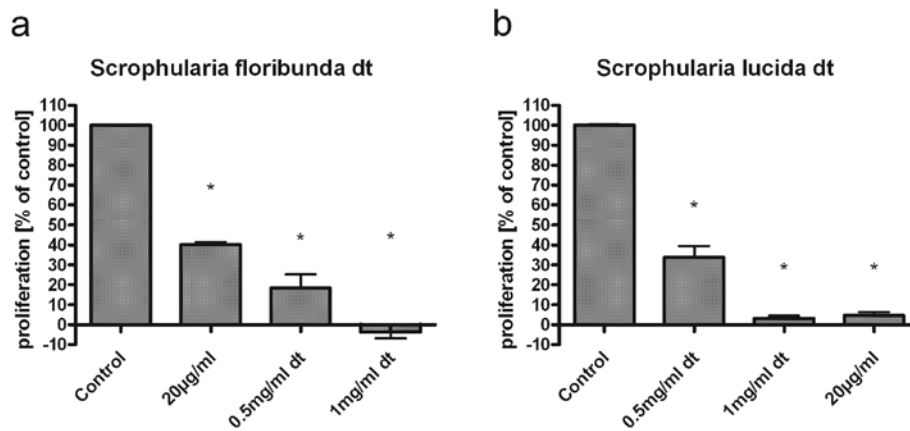 a
Scrophularia floribunda dt
proliferation [% of control]
110
100
90
80
70
60
50
40
30
20
10
0
-10
*
*
*
Control
20µg/ml
0.5mg/ml dt
1mg/ml dt
b
Scrophularia lucida dt
proliferation [% of control]
110
100
90
80
70
60
50
40
30
20
10
0
-10
*
*
*
Control
0.5mg/ml dt
1mg/ml dt
20µg/ml